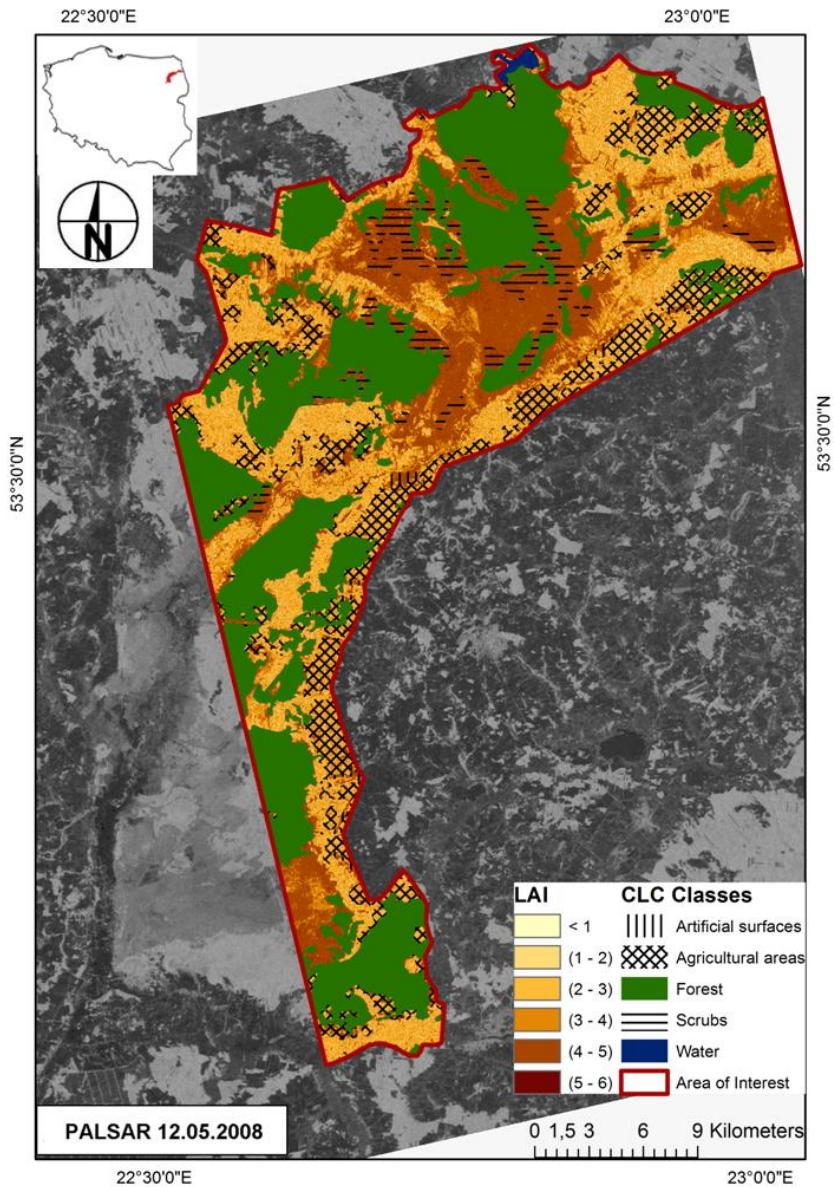 22°30'0"E 23°0'0"E
N
53°30'0"N
53°30'0"N
LAI CLC Classes
< 1 Artificial surfaces
(1 - 2) Agricultural areas
(2 - 3) Forest
(3 - 4) Scrubs
(4 - 5) Water
(5 - 6) Area of Interest
PALSAR 12.05.2008
0 1,5 3 6 9 Kilometers
22°30'0"E 23°0'0"E